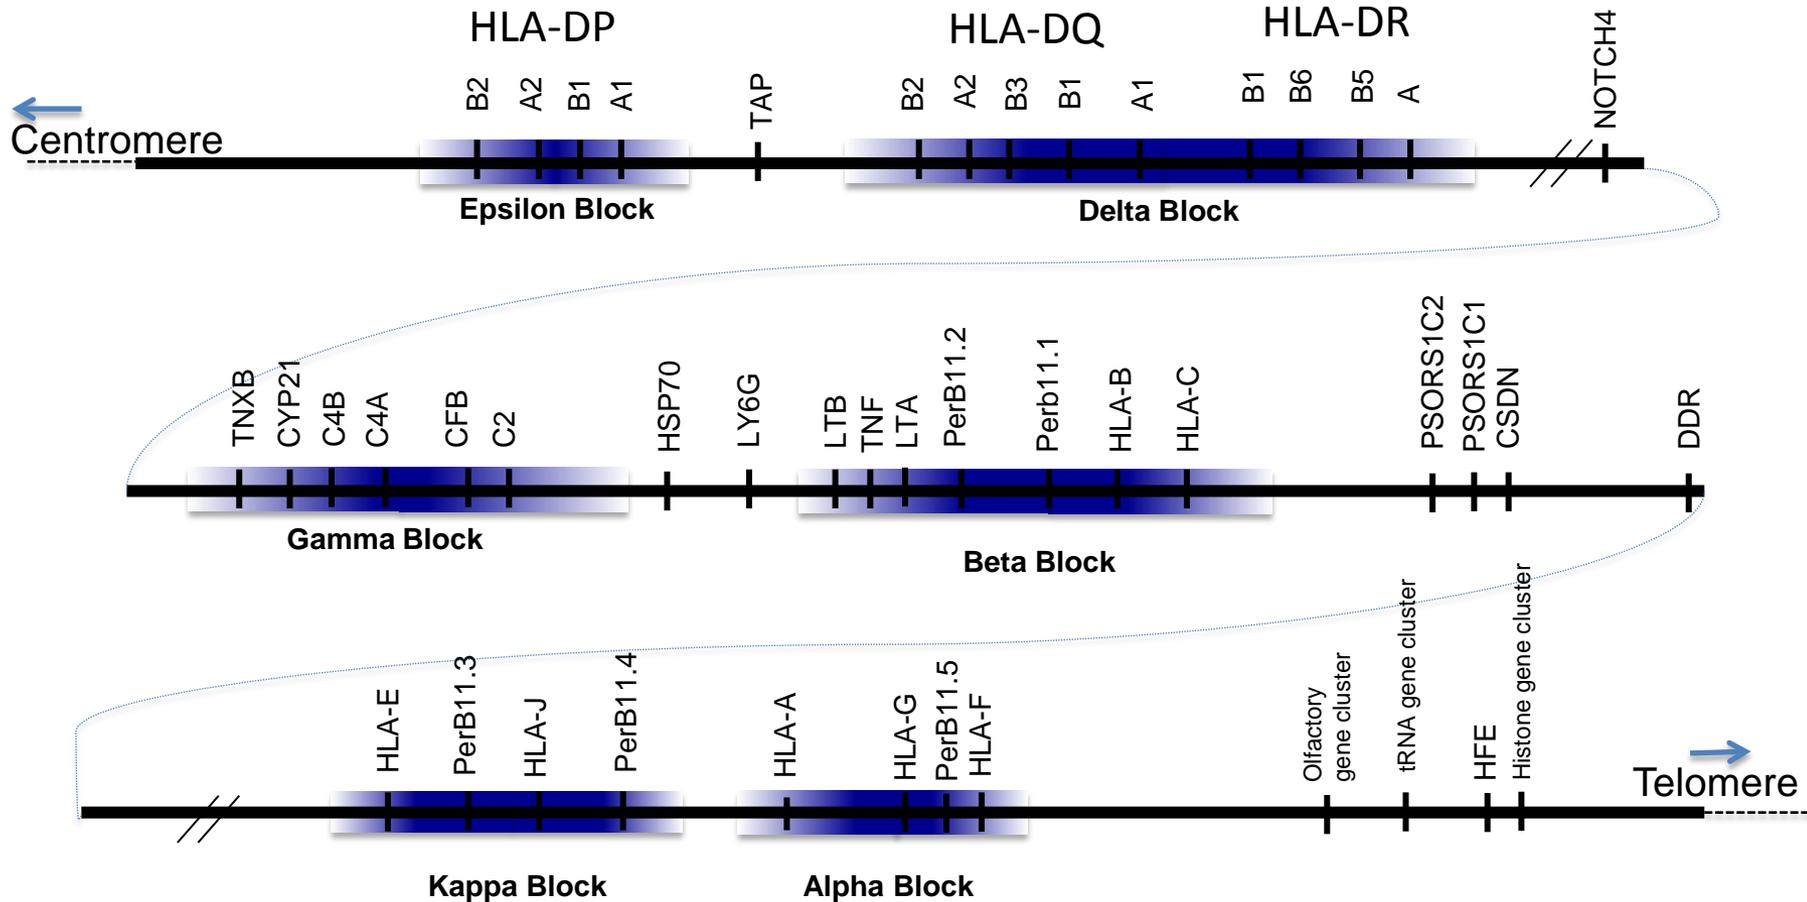 HLA-DP
HLA-DQ
HLA-DR
B2
A2
B1
A1
TAP
B2
A2
B3
B1
A1
B1
B6
B5
A
NOTCH4
Centromere
Epsilon Block
Delta Block
TNXB
CYP21
C4B
C4A
CFB
C2
HSP70
LY6G
LTB
TNF
LTA
PerB11.2
Perb11.1
HLA-B
HLA-C
PSORS1C2
PSORS1C1
CSDN
DDR
Gamma Block
Beta Block
HLA-E
PerB11.3
HLA-J
PerB11.4
HLA-A
HLA-G
PerB11.5
HLA-F
Olfactory
gene cluster
tRNA gene cluster
HFE
Histone gene cluster
Telomere
Kappa Block
Alpha Block